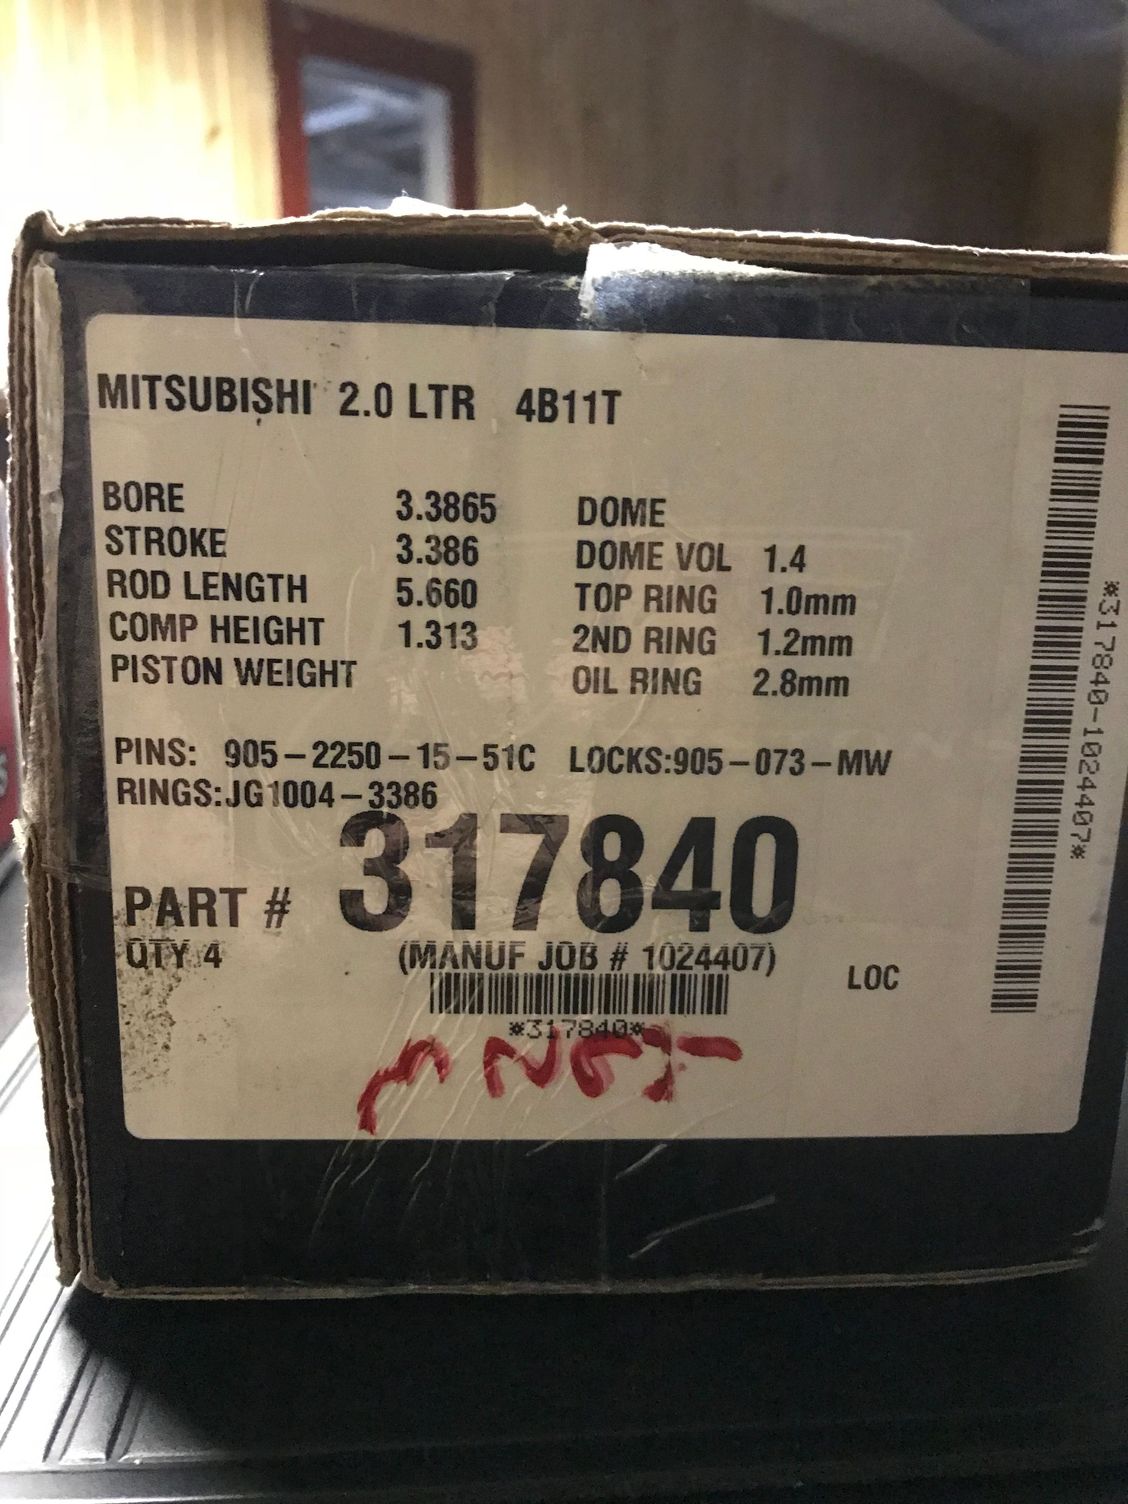 MITSUBISHI 2.0 LTR 4B11T
BORE 3.3865 DOME
STROKE 3.386 DOME VOL 1.4
ROD LENGTH 5.660 TOP RING 1.0mm
COMP HEIGHT 1.313 2ND RING 1.2mm
PISTON WEIGHT OIL RING 2.8mm
PINS: 905-2250-15-51C LOCKS:905-073-MW
RINGS:JG1004-3386
PART # 317840
QTY 4 (MANUF JOB # 1024407) LOC
*317840*
*317840-1024407*